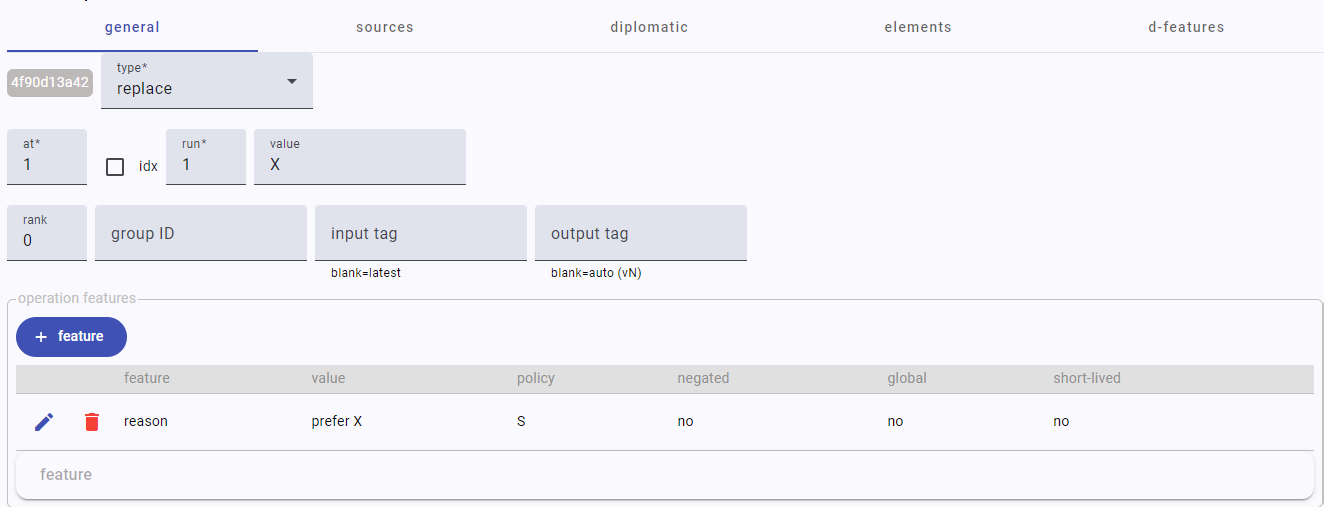 general sources diplomatic elements d-features
4f90d13a42 type*
replace
at* run* value
1 idx 1 X
rank
0 group ID input tag output tag
blank=latest blank=auto (vN)
operation features
+ feature
feature value policy negated global short-lived
reason prefer X S no no no
feature